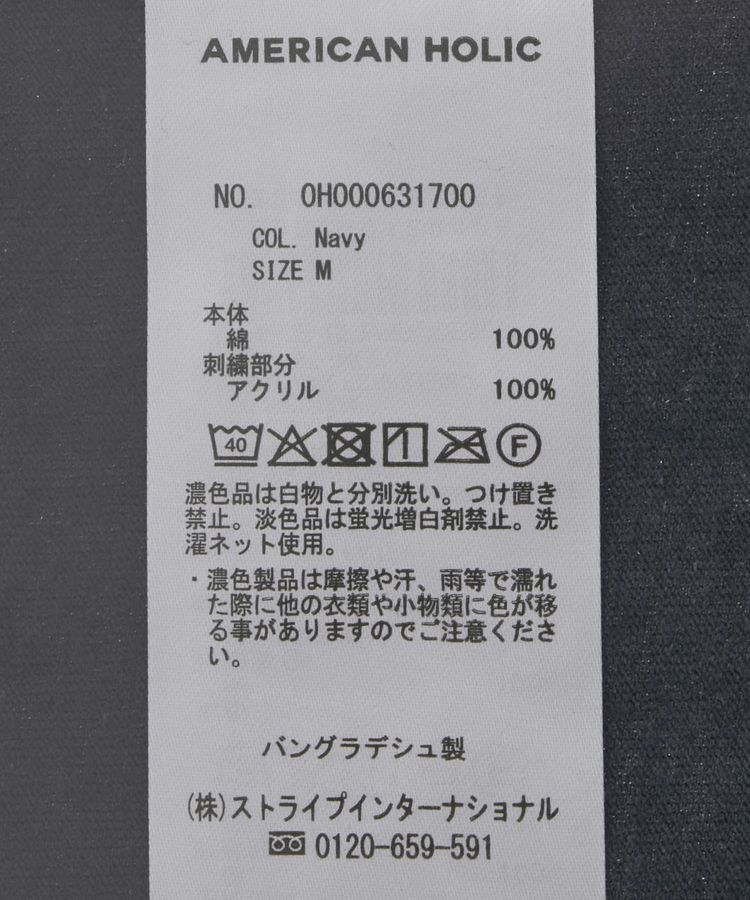 AMERICAN HOLIC
NO. 0H000631700
COL. Navy
SIZE M
本体
綿 100%
刺繍部分
アクリル 100%
40 F
濃色品は白物と分別洗い。つけ置き
禁止。淡色品は蛍光増白剤禁止。洗
濯ネット使用。
・濃色製品は摩擦や汗、雨等で濡れ
た際に他の衣類や小物類に色が移
る事がありますのでご注意くださ
い。
バングラデシュ製
(株)ストライプインターナショナル
0120-659-591